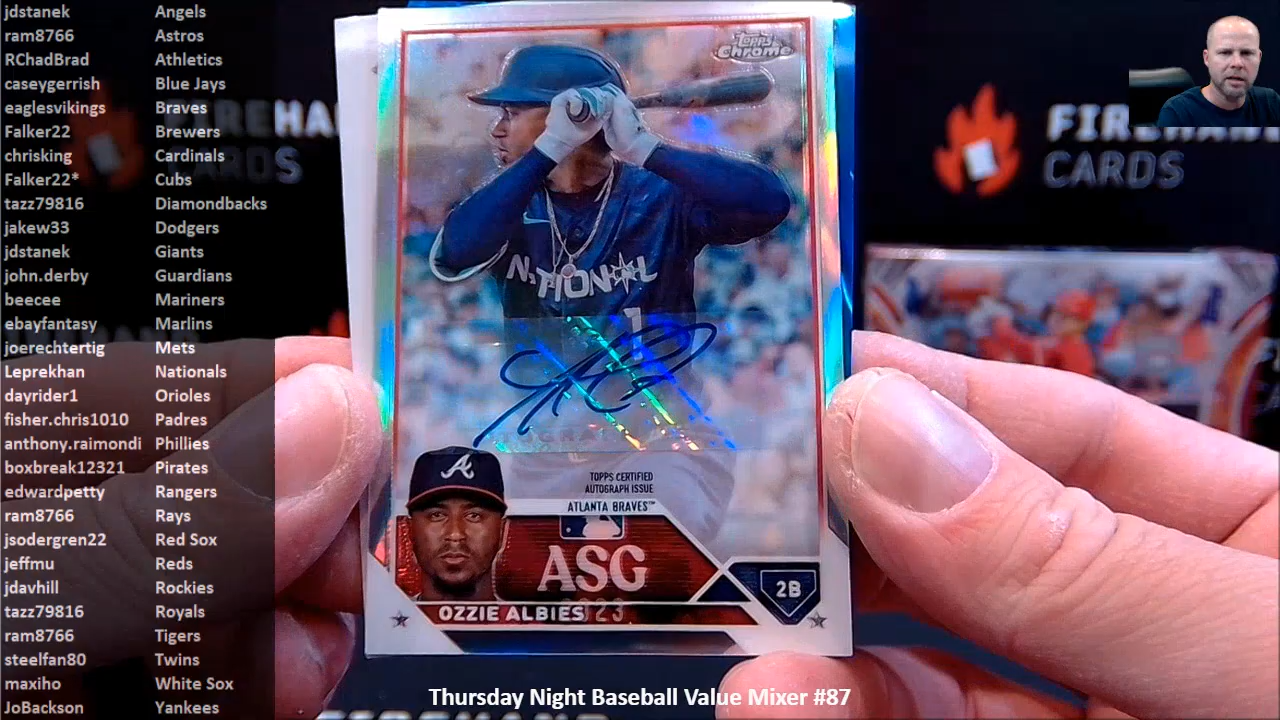 jdstanek Angels
ram8766 Astros
RChadBrad Athletics
caseygerrish Blue Jays
eaglesvikings Braves
Falker22 Brewers
chrisking Cardinals
Falker22* Cubs
tazz79816 Diamondbacks
jakew33 Dodgers
jdstanek Giants
john.derby Guardians
beecee Mariners
ebayfantasy Marlins
joerechtertig Mets
Leprekhan Nationals
dayrider1 Orioles
fisher.chris1010 Padres
anthony.raimondi Phillies
boxbreak12321 Pirates
edwardpetty Rangers
ram8766 Rays
jsodergren22 Red Sox
jeffmu Reds
jdavhill Rockies
tazz79816 Royals
ram8766 Tigers
steelfan80 Twins
maxiho White Sox
JoBackson Yankees
Topps
Chrome
NATIONAL
1
TOPPS CERTIFIED
AUTOGRAPH ISSUE
ATLANTA BRAVES™
A
ASG
2B
OZZIE ALBIES
CARDS
CARDS
Thursday Night Baseball Value Mixer #87